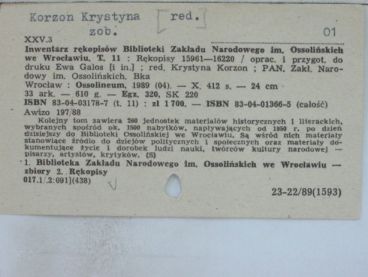 Korzon Krystyna [red.]
zob. 01
XXV.3
Inwentarz rękopisów Biblioteki Zakładu Narodowego im. Ossolińskich
we Wrocławiu. T. 11 : Rękopisy 15961—16220 / oprac. i przygot. do
druku Ewa Galos [i in.] ; red. Krystyna Korzon ; PAN, Zakł. Naro-
dowy im. Ossolińskich, Bka
Wrocław : Ossolineum, 1989 (04). — X, 412 s. — 24 cm
33 ark. — 610 g. — Egz. 320, SK 220
ISBN 83-04-03178-7 (t. 11) : zł 1 700, — ISBN 83-04-01366-5 (całość)
Awizo 197/88
Kolejny tom zawiera 260 jednostek materiałów historycznych i literackich,
wybranych spośród ok. 1500 nabytków, napływających od 1980 r. po dzień
dzisiejszy do Biblioteki Ossolineum we Wrocławiu. Są wśród nich materiały
stanowiące źródło do dziejów politycznych i społecznych oraz materiały do-
kumentujące życie i dorobek ludzi nauki, twórców kultury narodowej —
pisarzy, artystów, krytyków. (S)
1. Biblioteka Zakładu Narodowego im. Ossolińskich we Wrocławiu —
zbiory 2. Rękopisy
017.1/.2:091](438)
23-22/89(1593)